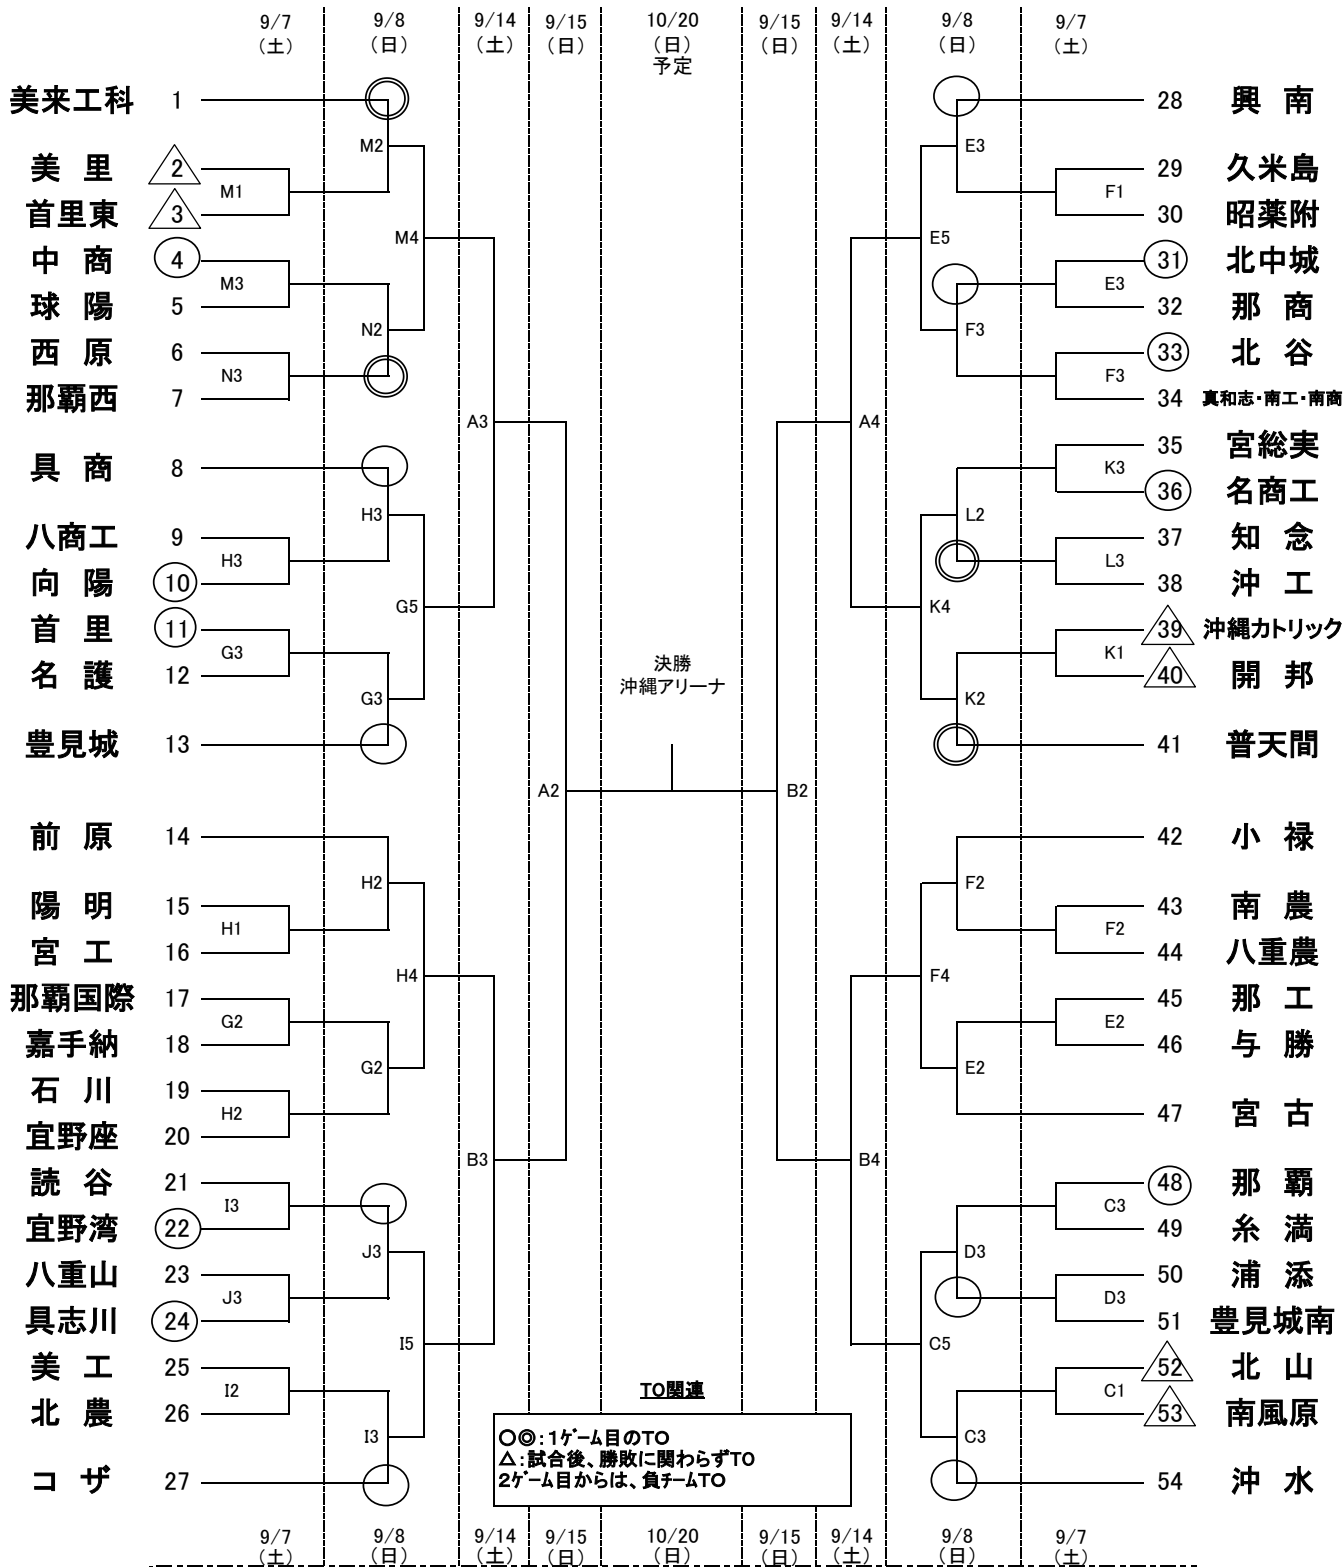 9/7 9/8 9/14 9/15 10/20 9/15 9/14 9/8 9/7
(土) (日) (土) (日) (日) (日) (土) (日) (土)
予定
美来工科 1 28 興南
M2 E3
美里 2 29 久米島
M1 F1
首里東 3 30 昭薬附
M4 E5
中商 4 31 北中城
M3 E3
球陽 5 32 那商
N2 F3
西原 6 33 北谷
N3 F3
那覇西 7 34 真和志・南工・南商
A3 A4
35 宮総実
具商 8 K3
36 名商工
H3 L2
八商工 9 37 知念
H3 L3
向陽 10 38 沖工
G5 K4
首里 11 39 沖縄カトリック
G3 K1
名護 12 40 開邦
決勝
沖縄アリーナ
G3 K2
豊見城 13 41 普天間
A2 B2
前原 14 42 小禄
H2 F2
陽明 15 43 南農
H1 F2
宮工 16 44 八重農
H4 F4
那覇国際 17 45 那工
G2 E2
嘉手納 18 46 与勝
G2 E2
石川 19
H2 47 宮古
宜野座 20
B3 B4
読谷 21 48 那覇
I3 C3
宜野湾 22 49 糸満
J3 D3
八重山 23 50 浦添
J3 D3
具志川 24 51 豊見城南
I5 C5
美工 25 52 北山
I2 C1
北農 26 53 南風原
I3 C3
コザ 27 54 沖水
TO関連
○◎:1ゲーム目のTO
△:試合後、勝敗に関わらずTO
2ゲーム目からは、負チームTO
9/7 9/8 9/14 9/15 10/20 9/15 9/14 9/8 9/7
(土) (日) (土) (日) (日) (日) (土) (日) (土)